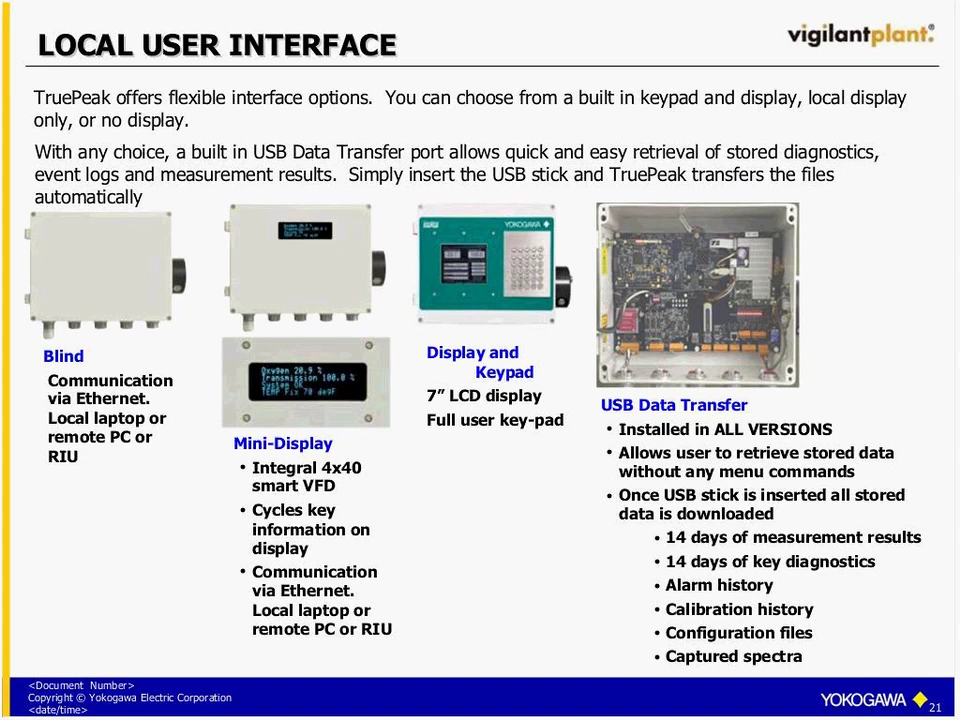 LOCAL USER INTERFACE
vigilantplant.®
TruePeak offers flexible interface options.  You can choose from a built in keypad and display, local display
only, or no display.
With any choice, a built in USB Data Transfer port allows quick and easy retrieval of stored diagnostics,
event logs and measurement results.  Simply insert the USB stick and TruePeak transfers the files
automatically
YOKOGAWA
Blind
Communication
via Ethernet.
Local laptop or
remote PC or
RIU
Oxygen 20.9 %
Transmission 100.0 %
System OK
TEMP Fix 70 degF
Mini-Display
• Integral 4x40
smart VFD
• Cycles key
information on
display
• Communication
via Ethernet.
Local laptop or
remote PC or RIU
Display and
Keypad
7” LCD display
Full user key-pad
USB Data Transfer
• Installed in ALL VERSIONS
• Allows user to retrieve stored data
without any menu commands
• Once USB stick is inserted all stored
data is downloaded
• 14 days of measurement results
• 14 days of key diagnostics
• Alarm history
• Calibration history
• Configuration files
• Captured spectra
<Document Number>
Copyright © Yokogawa Electric Corporation
<date/time>
YOKOGAWA
21